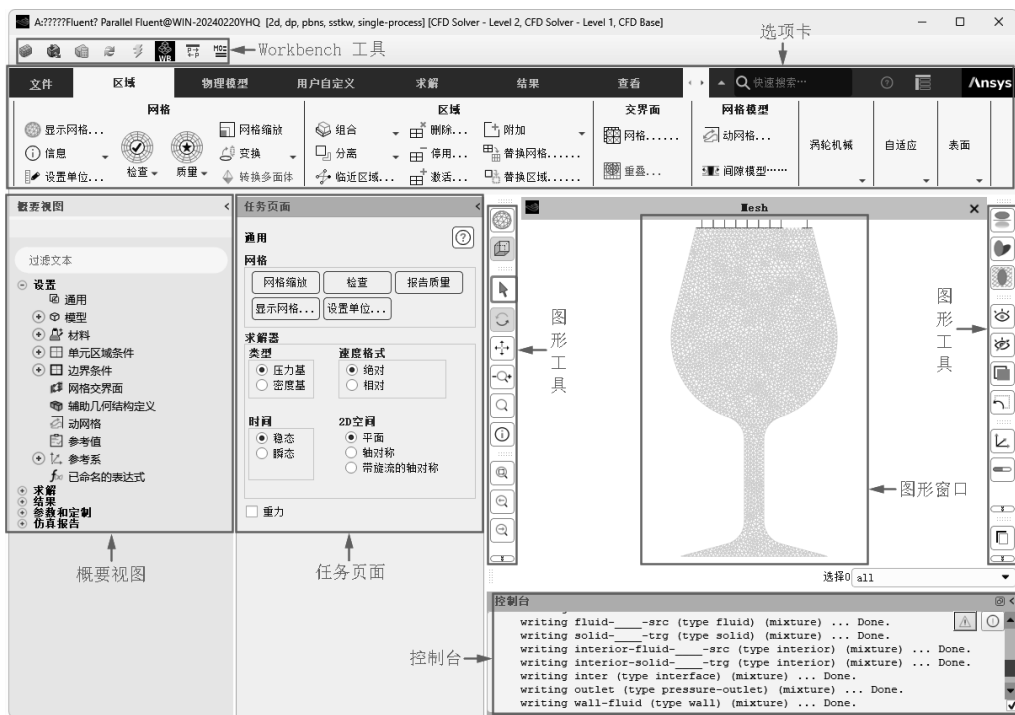 A:?????Fluent? Parallel Fluent@WIN-20240220YHQ [2d, dp, pbns, sstkw, single-process] [CFD Solver - Level 2, CFD Solver - Level 1, CFD Base]
选项卡
WB
Workbench 工具
文件 区域 物理模型 用户自定义 求解 结果 查看 快速搜索… Ansys
网格 区域 交界面 网格模型
显示网格... 网格缩放 组合 删除... 附加 网格...... 动网格...
信息 检查 质量 变换 分离 停用... 替换网格...... 涡轮机械 自适应 表面
设置单位... 转换多面体 临近区域... 激活... 替换区域...... 重叠... 间隙模型……
概要视图
过滤文本
设置
通用
模型
材料
单元区域条件
边界条件
网格交界面
辅助几何结构定义
动网格
参考值
参考系
已命名的表达式
求解
结果
参数和定制
仿真报告
概要视图
任务页面
通用
网格
网格缩放 检查 报告质量
显示网格... 设置单位...
求解器
类型 速度格式
压力基 绝对
密度基 相对
时间 2D空间
稳态 平面
瞬态 轴对称
带旋流的轴对称
重力
任务页面
Mesh
图形工具
图形工具
图形窗口
选择0 all
控制台
writing fluid-____-src (type fluid) (mixture) ... Done.
writing solid-____-trg (type solid) (mixture) ... Done.
writing interior-fluid-____-src (type interior) (mixture) ... Done.
writing interior-solid-____-trg (type interior) (mixture) ... Done.
writing inter (type interface) (mixture) ... Done.
writing outlet (type pressure-outlet) (mixture) ... Done.
writing wall-fluid (type wall) (mixture) ... Done.
控制台